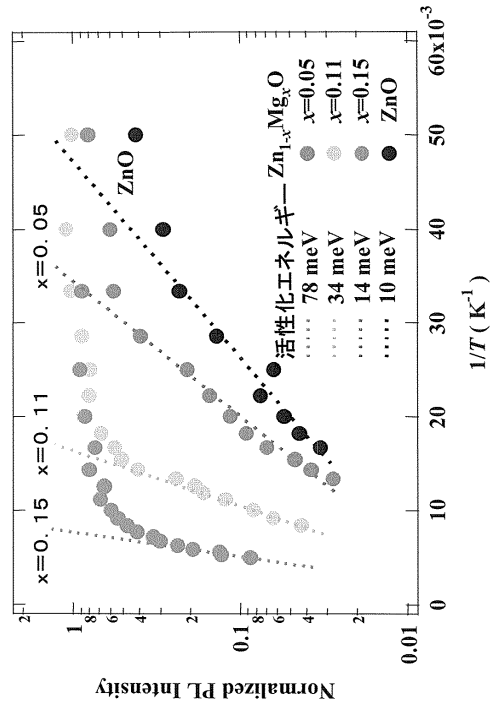 Normalized PL Intensity
2
1
8
6
4
2
0.1
8
6
4
2
0.01
0
10
20
30
40
50
60x10⁻³
1/T ( K⁻¹ )
x=0. 15
x=0. 11
x=0. 05
ZnO
活性化エネルギー Zn₁₋ₓMgₓO
78 meV x=0.05
34 meV x=0.11
14 meV x=0.15
10 meV ZnO